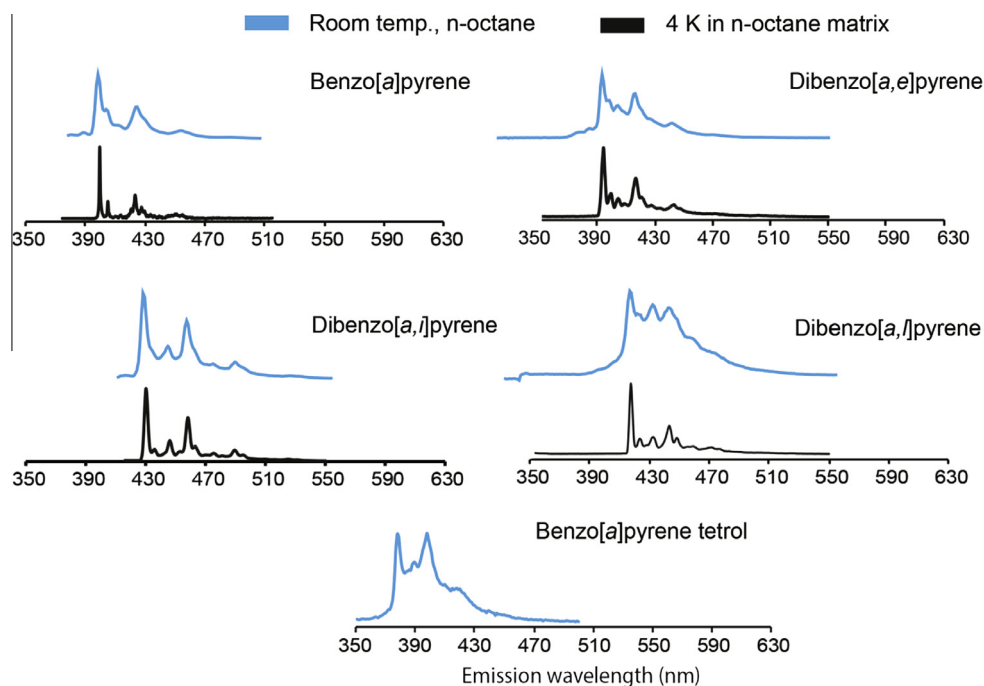 Room temp., n-octane
4 K in n-octane matrix
Benzo[a]pyrene
Dibenzo[a,e]pyrene
350 390 430 470 510 550 590 630
350 390 430 470 510 550 590 630
Dibenzo[a,i]pyrene
Dibenzo[a,l]pyrene
350 390 430 470 510 550 590 630
350 390 430 470 510 550 590 630
Benzo[a]pyrene tetrol
350 390 430 470 510 550 590 630
Emission wavelength (nm)